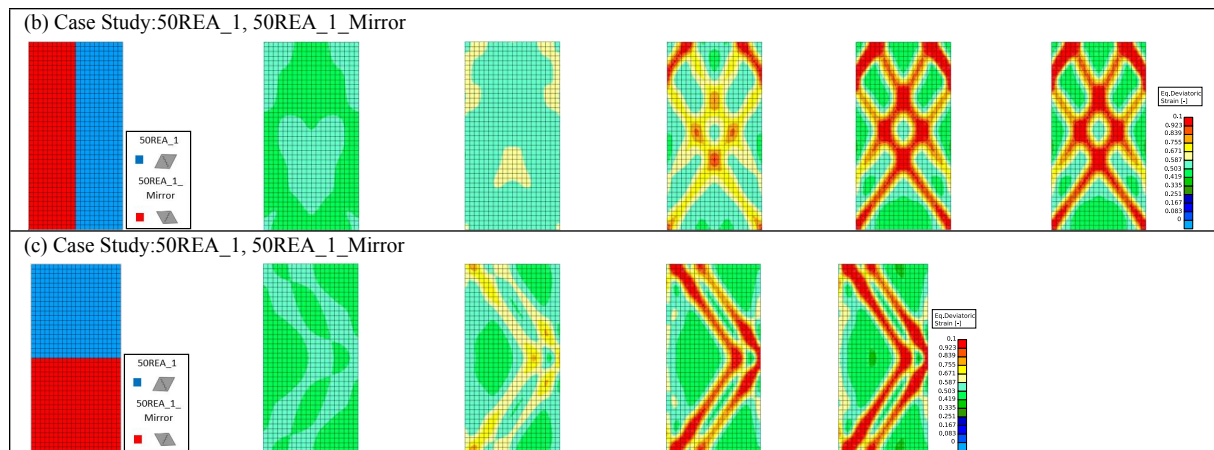 (b) Case Study:50REA_1, 50REA_1_Mirror
50REA_1
50REA_1_
Mirror
Eq.Deviatoric
Strain [-]
0.1
0.923
0.839
0.755
0.671
0.587
0.503
0.419
0.335
0.251
0.167
0.083
0
(c) Case Study:50REA_1, 50REA_1_Mirror
50REA_1
50REA_1_
Mirror
Eq.Deviatoric
Strain [-]
0.1
0.923
0.839
0.755
0.671
0.587
0.503
0.419
0.335
0.251
0.167
0.083
0